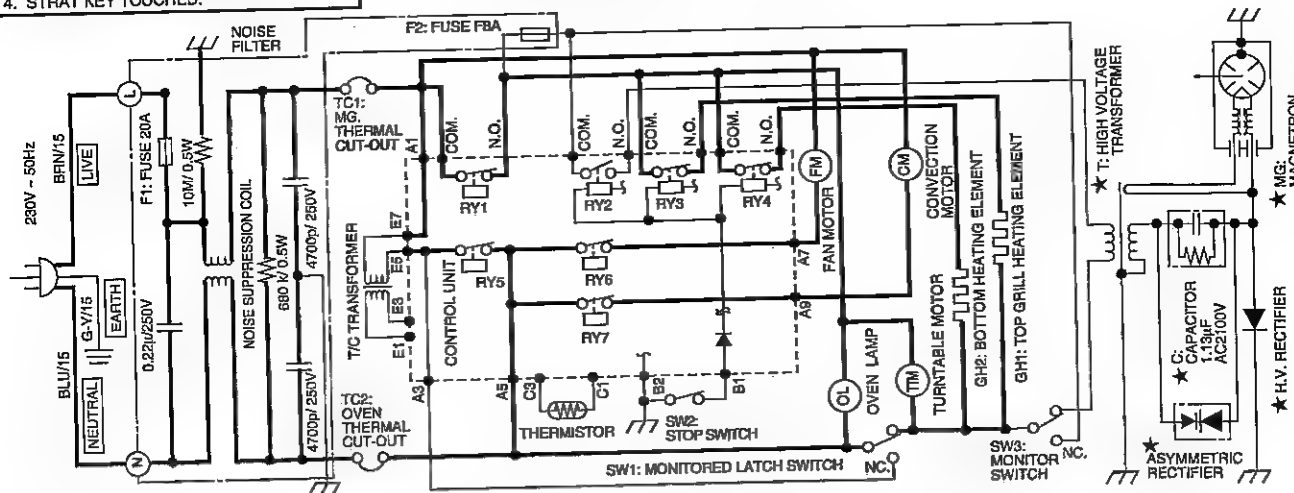 4. STRAT KEY TOUCHED.
NOISE
FILTER
F2: FUSE F8A
230V ~ 50Hz
BRN/15
LIVE
L
F1: FUSE 20A
10M/ 0.5W
G-Y/15
EARTH
BLU/15
NEUTRAL
N
0.22µ/250V
NOISE SUPPRESSION COIL
680 k/ 0.5W
4700p/ 250V
4700p/ 250V
TC1:
MG.
THERMAL
CUT-OUT
TC2:
OVEN
THERMAL
CUT-OUT
T/C TRANSFORMER
CONTROL UNIT
A1
E7
E5
E3
E1
A3
A5
C3
C1
B2
B1
A7
A9
COM.
N.O.
COM.
N.O.
COM.
N.O.
COM.
N.O.
RY1
RY2
RY3
RY4
RY5
RY6
RY7
THERMISTOR
SW2:
STOP SWITCH
FM
FAN MOTOR
CM
CONVECTION
MOTOR
OL
OVEN LAMP
TTM
TURNTABLE MOTOR
GH2: BOTTOM HEATING ELEMENT
GH1: TOP GRILL HEATING ELEMENT
SW1: MONITORED LATCH SWITCH
NC.
SW3:
MONITOR
SWITCH
NC.
★ T: HIGH VOLTAGE
TRANSFORMER
★ MG:
MAGNETRON
★ C:
CAPACITOR
1.13µF
AC2100V
★ H.V. RECTIFIER
★ ASYMMETRIC
RECTIFIER